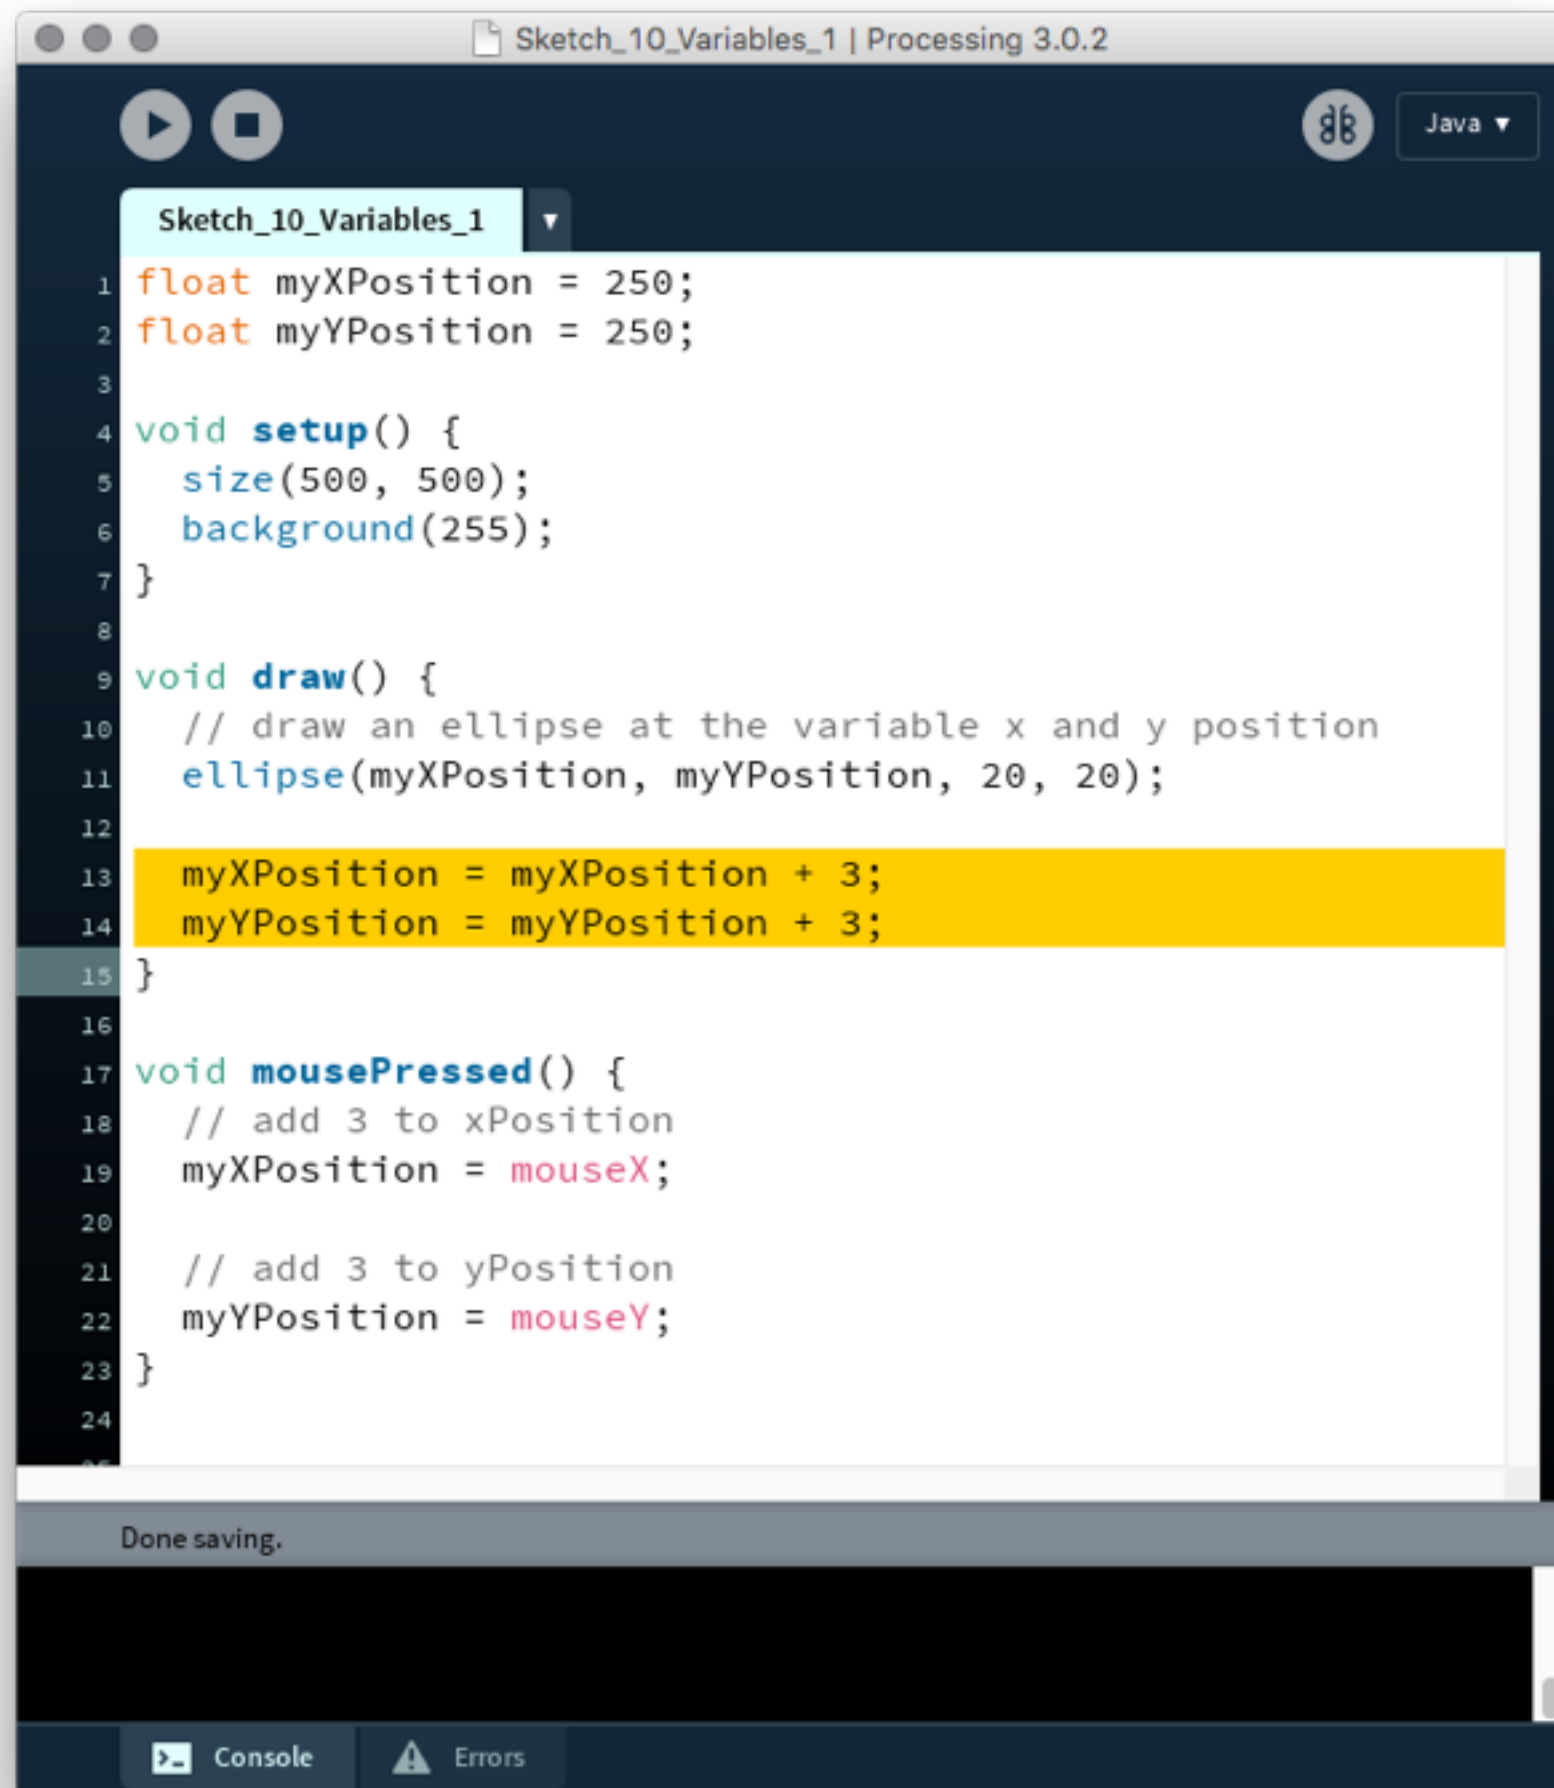 Sketch_10_Variables_1 | Processing 3.0.2
Java ▼
Sketch_10_Variables_1 ▼
1 float myXPosition = 250;
2 float myYPosition = 250;
3
4 void setup() {
5   size(500, 500);
6   background(255);
7 }
8
9 void draw() {
10   // draw an ellipse at the variable x and y position
11   ellipse(myXPosition, myYPosition, 20, 20);
12
13   myXPosition = myXPosition + 3;
14   myYPosition = myYPosition + 3;
15 }
16
17 void mousePressed() {
18   // add 3 to xPosition
19   myXPosition = mouseX;
20
21   // add 3 to yPosition
22   myYPosition = mouseY;
23 }
24
Done saving.
Console Errors